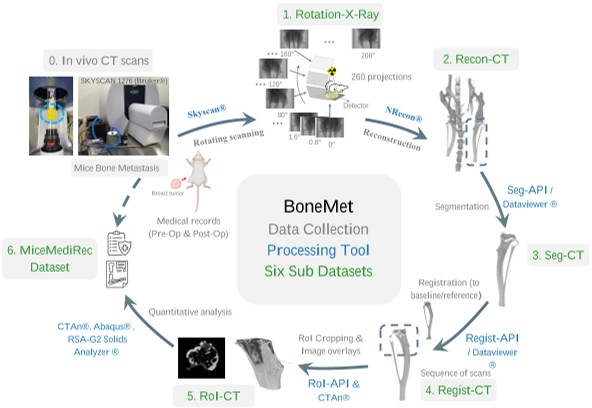 1. Rotation-X-Ray
0. In vivo CT scans
SKYSCAN 1276 (Bruker®)
Mice Bone Metastasis
Breast tumor
Medical records
(Pre-Op & Post-Op)
Skyscan®
Rotating scanning
...
160°
...
208°
... 120°
80°
...
1.6°
0.8°
0°
260 projections
Detector
NRecon®
Reconstruction
2. Recon-CT
Segmentation
Seg-API /
Dataviewer ®
3. Seg-CT
Registration (to
baseline/reference)
Regist-API
/ Dataviewer
®
Sequence of scans
4. Regist-CT
RoI Cropping &
Image overlays
RoI-API &
CTAn®
5. RoI-CT
Quantitative analysis
CTAn®, Abaqus® ,
RSA-G2 Solids
Analyzer ®
6. MiceMediRec
Dataset
BoneMet
Data Collection
Processing Tool
Six Sub Datasets